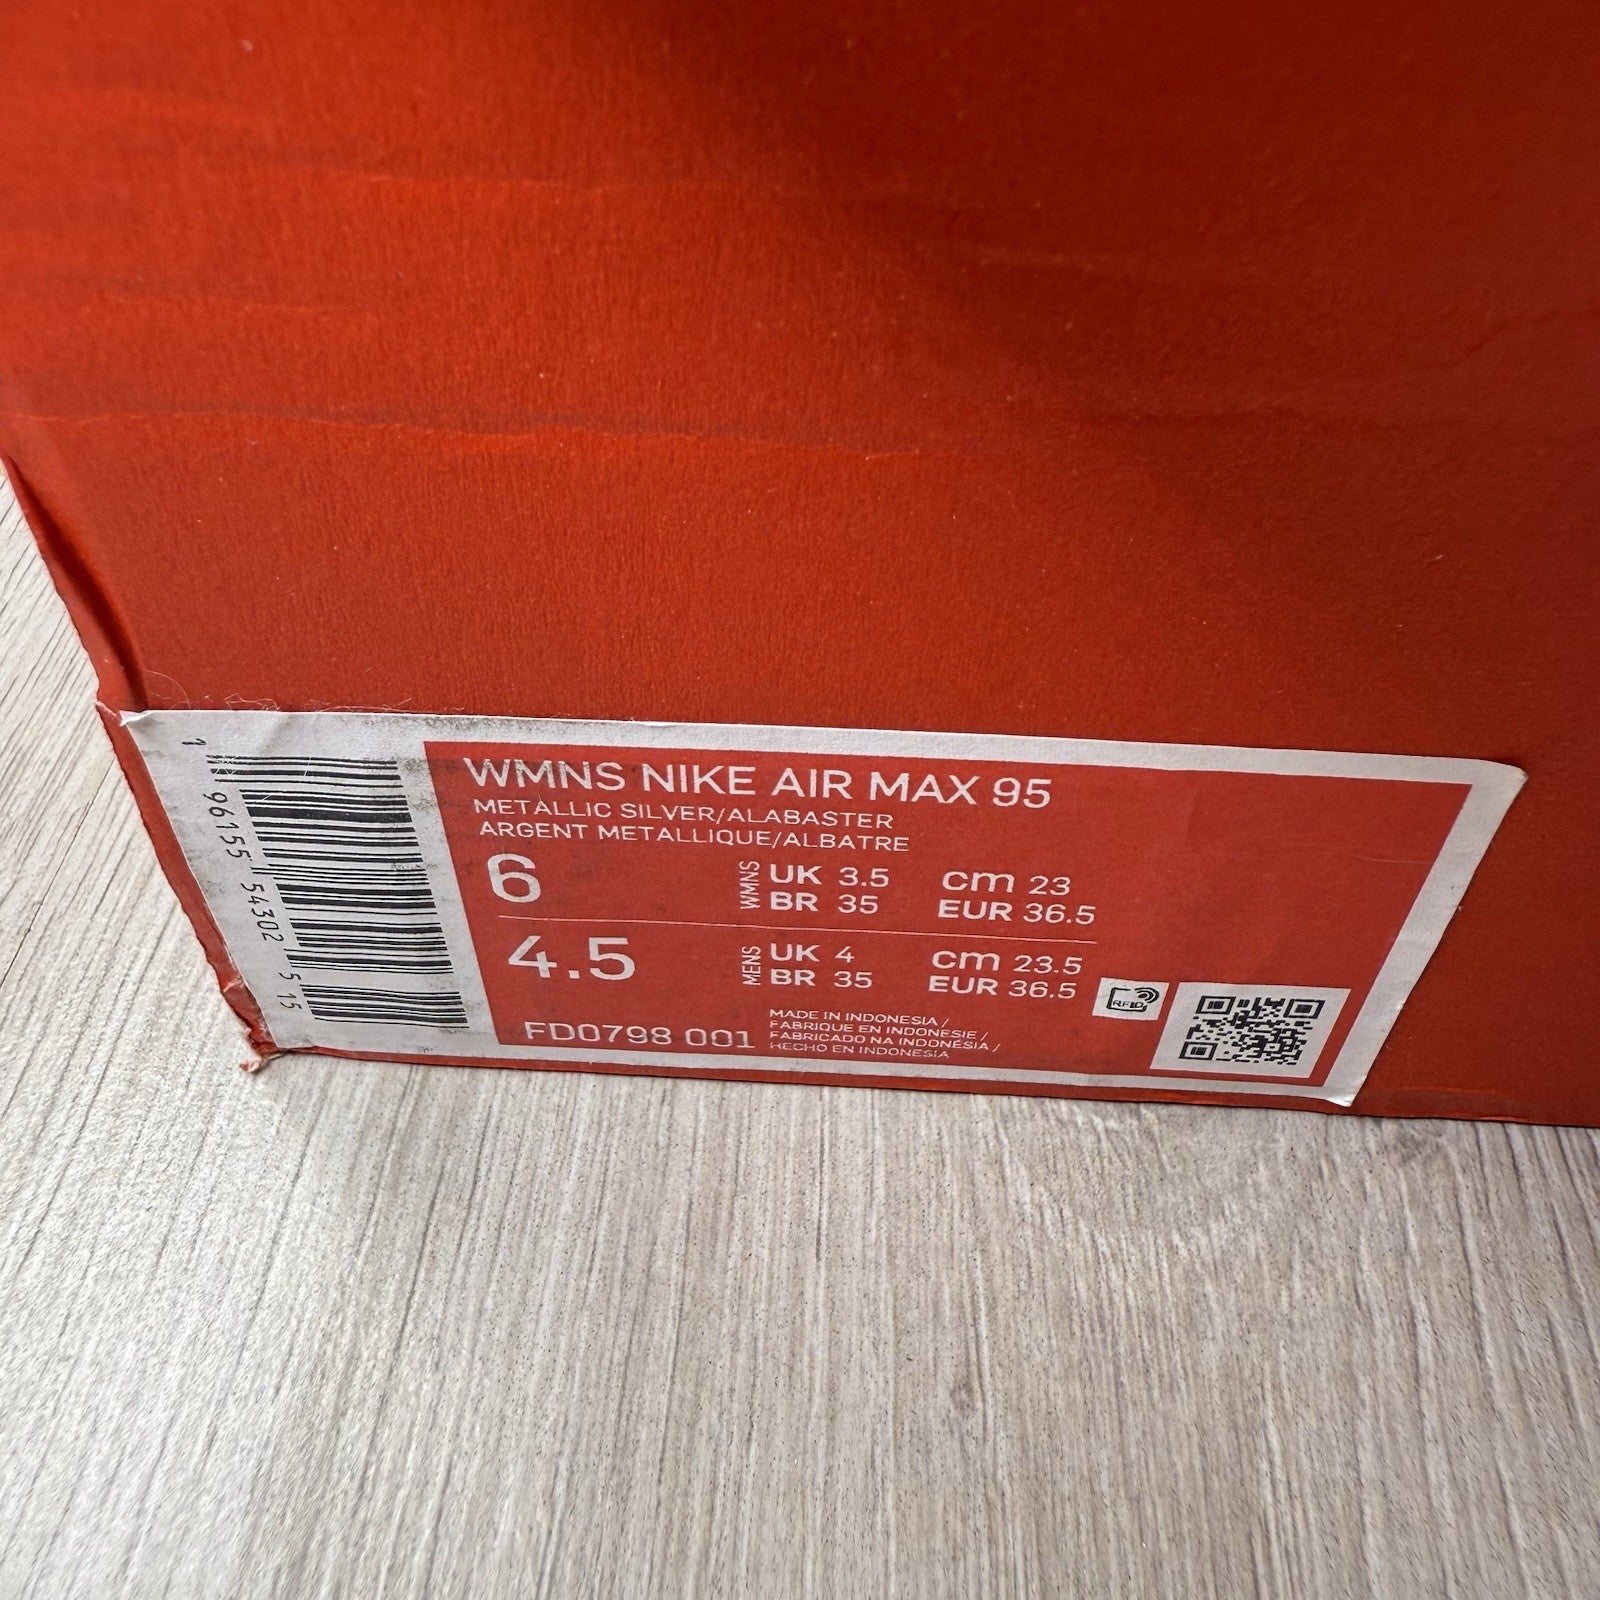 WMNS NIKE AIR MAX 95
METALLIC SILVER/ALABASTER
ARGENT METALLIQUE/ALBATRE
6 WMNS UK 3.5 cm 23
BR 35 EUR 36.5
4.5 MENS UK 4 cm 23.5
BR 35 EUR 36.5
FD0798 001
MADE IN INDONESIA /
FABRIQUE EN INDONESIE /
FABRICADO NA INDONÉSIA /
HECHO EN INDONESIA
RFID
1 96155 54302 5 15